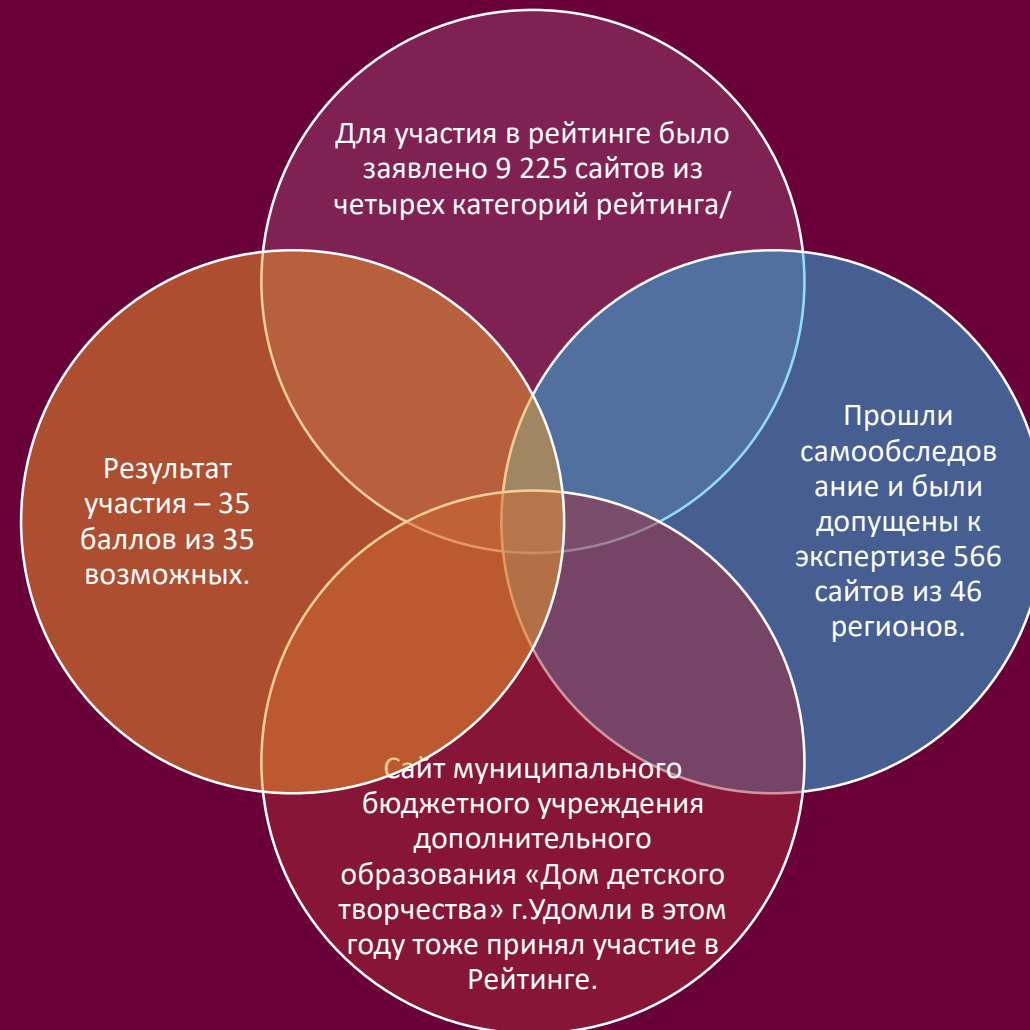 Для участия в рейтинге было
заявлено 9 225 сайтов из
четырех категорий рейтинга/
Прошли
самообследов
ание и были
допущены к
экспертизе 566
сайтов из 46
регионов.
Сайт муниципального
бюджетного учреждения
дополнительного
образования «Дом детского
творчества» г.Удомли в этом
году тоже принял участие в
Рейтинге.
Результат
участия – 35
баллов из 35
возможных.